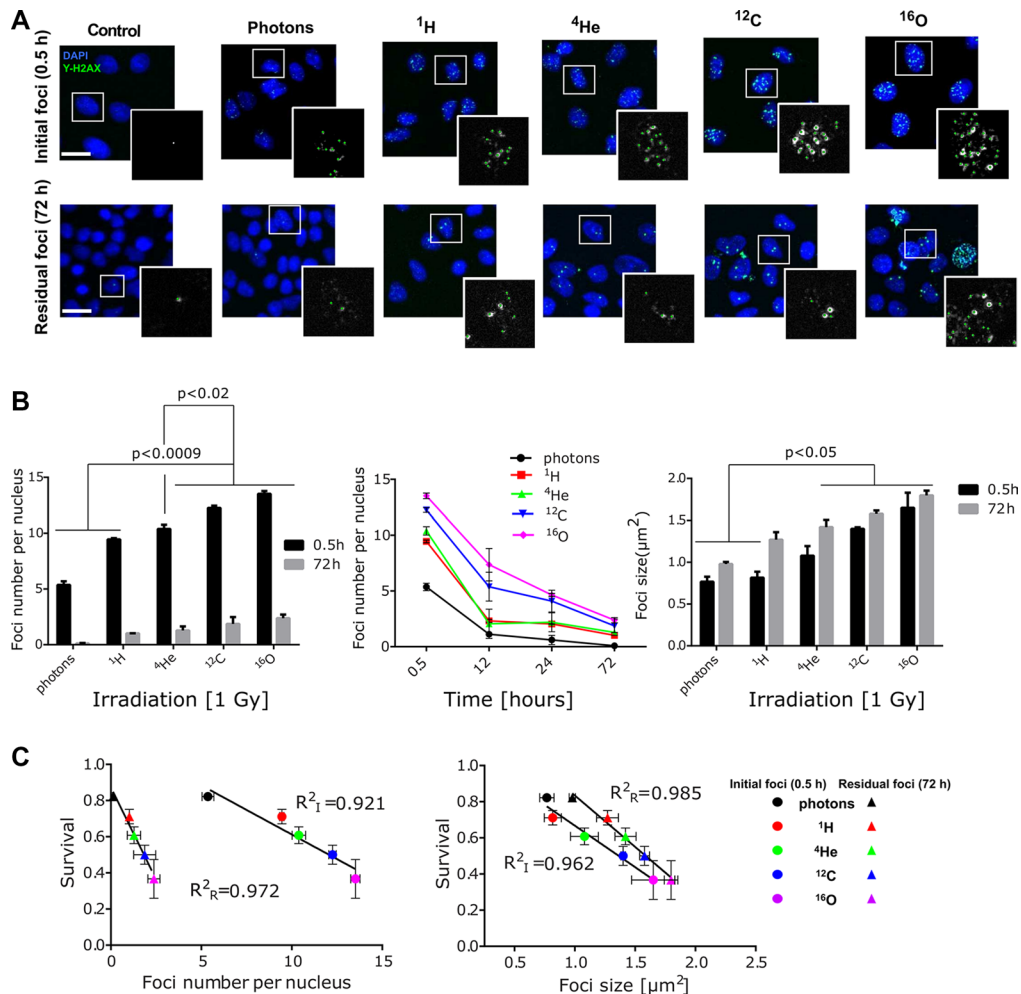 A
Control
Photons
¹H
⁴He
¹²C
¹⁶O
Initial foci (0.5 h)
DAPI
Y-H2AX
Residual foci (72 h)
B
p<0.02
p<0.0009
15
10
5
0
Foci number per nucleus
0.5h
72h
photons
¹H
⁴He
¹²C
¹⁶O
Irradiation [1 Gy]
photons
¹H
⁴He
¹²C
¹⁶O
15
10
5
0
Foci number per nucleus
0.5
12
24
72
Time [hours]
p<0.05
2.0
1.5
1.0
0.0
Foci size(μm²)
0.5h
72h
photons
¹H
⁴He
¹²C
¹⁶O
Irradiation [1 Gy]
C
1.0
0.8
0.6
0.4
0.2
0.0
Survival
R²I=0.921
R²R=0.972
0
5
10
15
Foci number per nucleus
1.0
0.8
0.6
0.4
0.2
0.0
Survival
R²R=0.985
R²I=0.962
0.5
1.0
1.5
2.0
2.5
Foci size [μm²]
Initial foci (0.5 h) Residual foci (72 h)
photons
¹H
⁴He
¹²C
¹⁶O